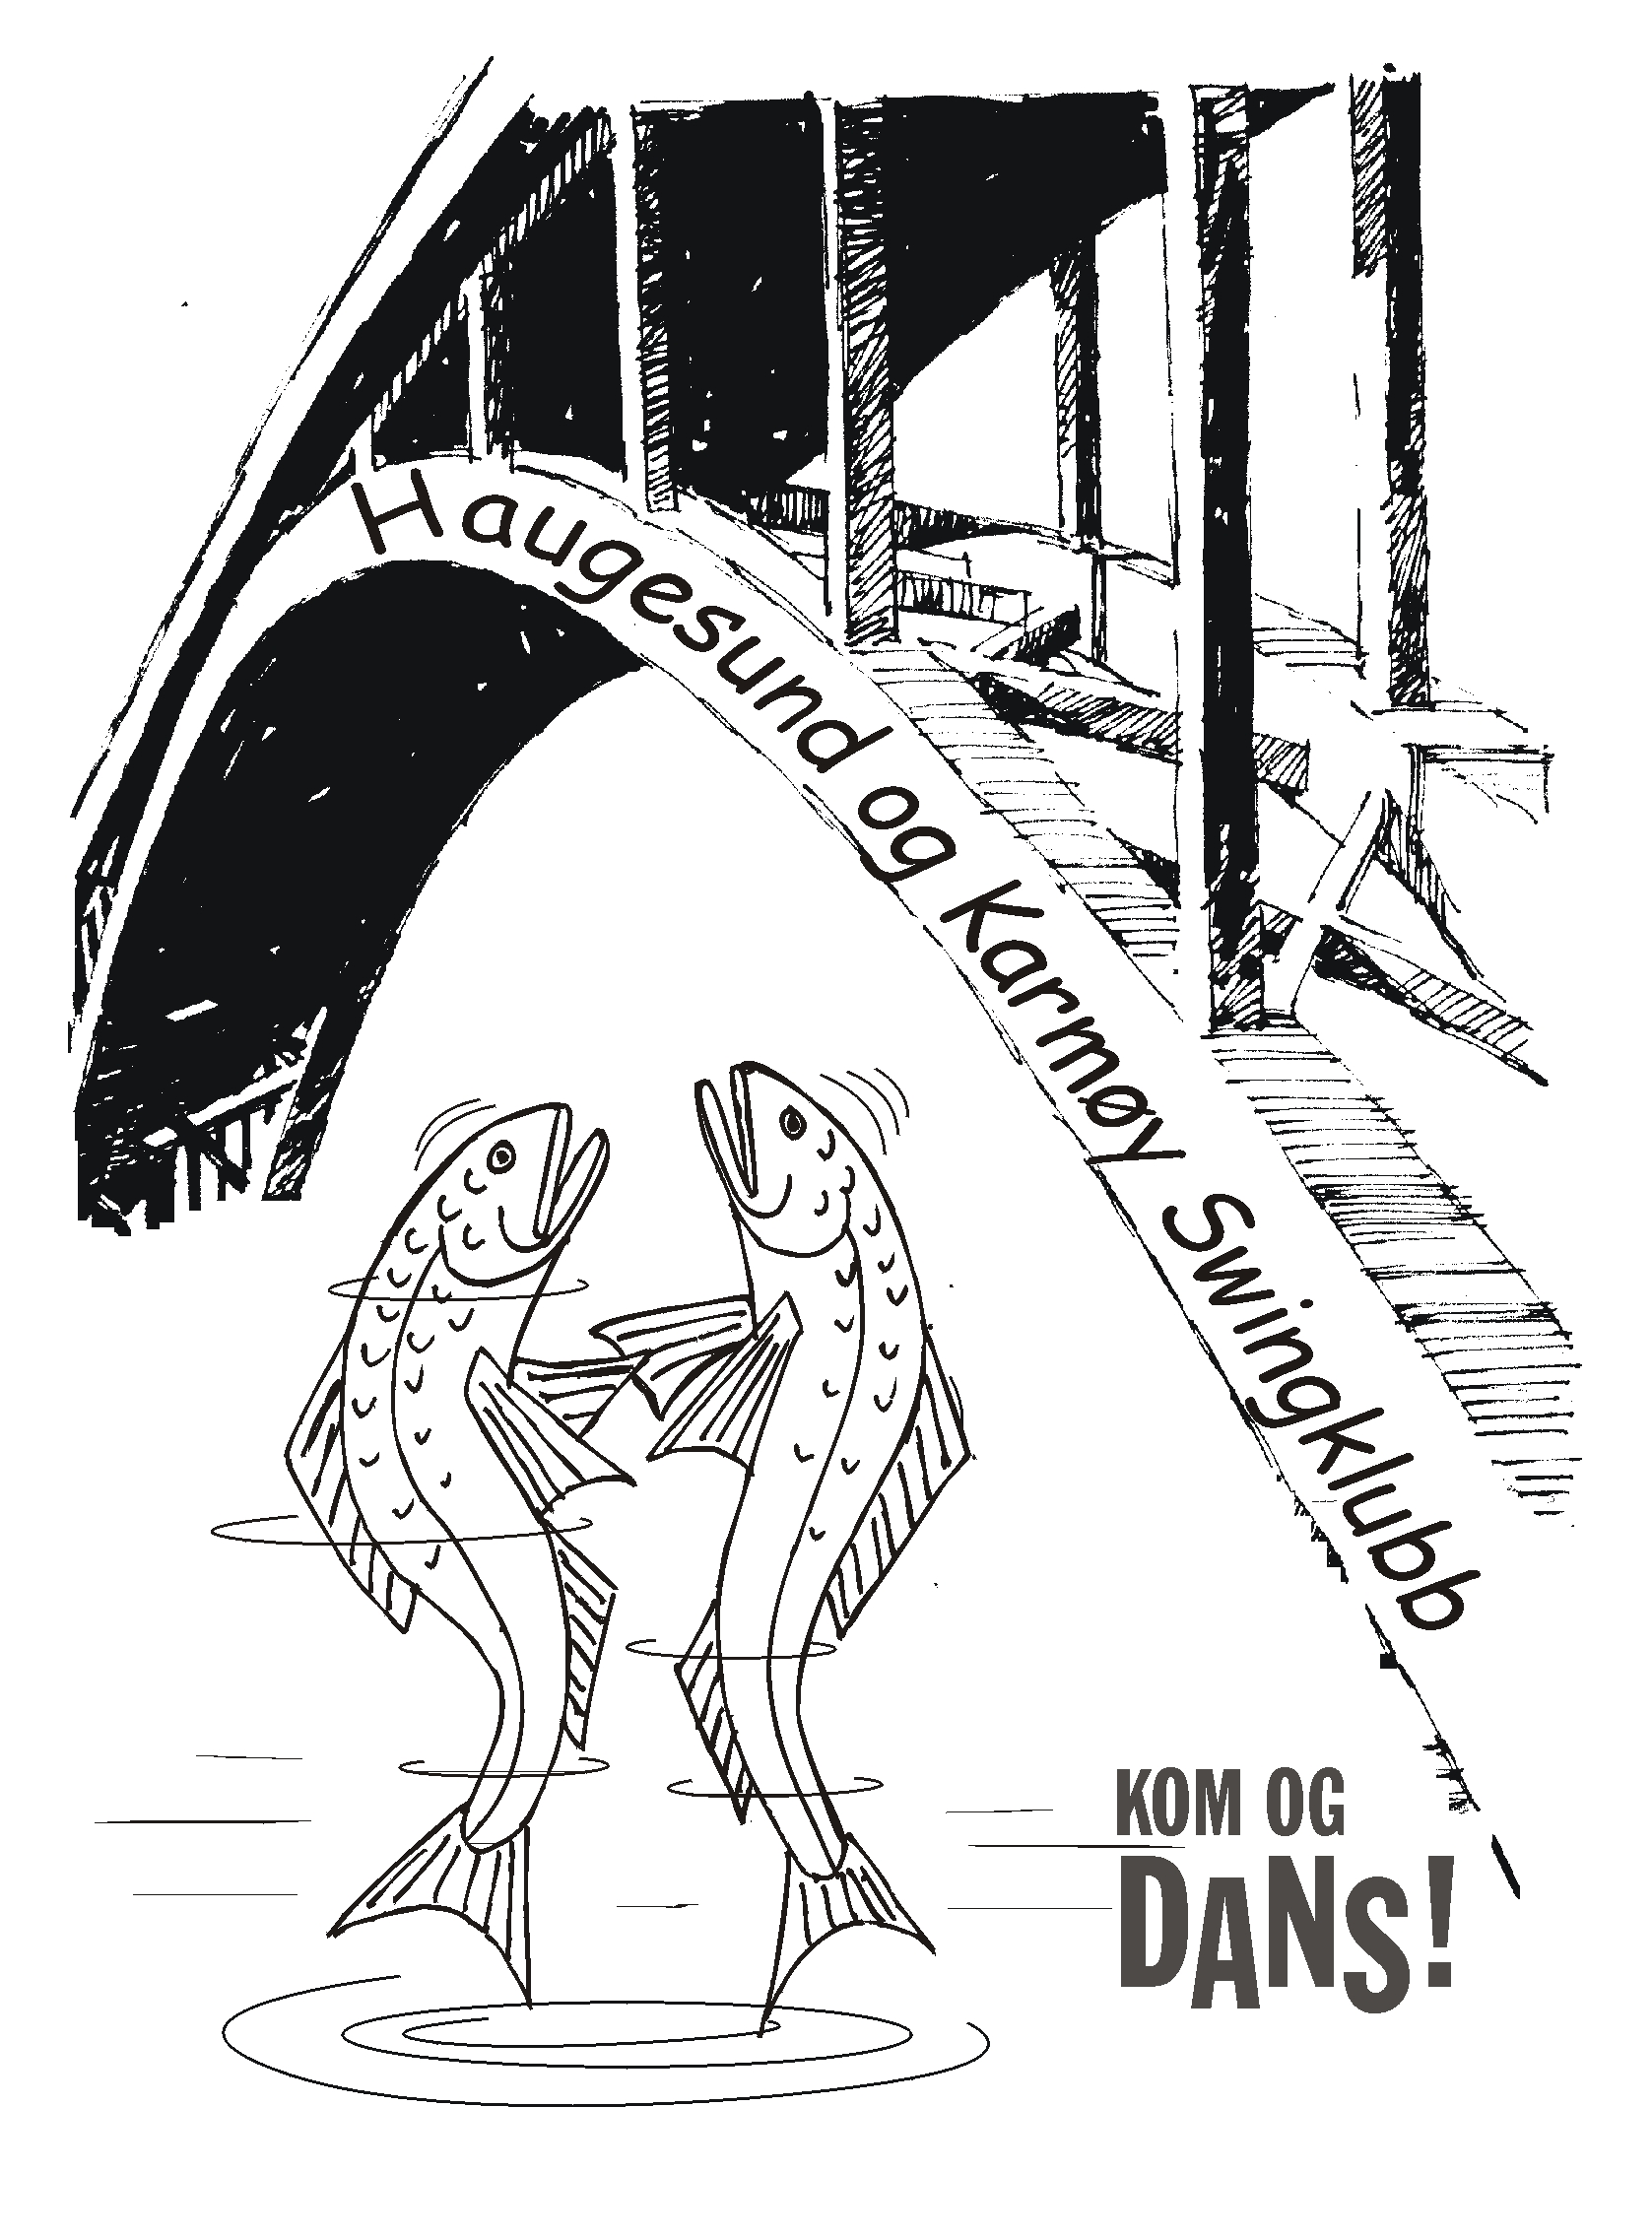 Haugesund og Karmøy Swingklubb
KOM OG
DANS!